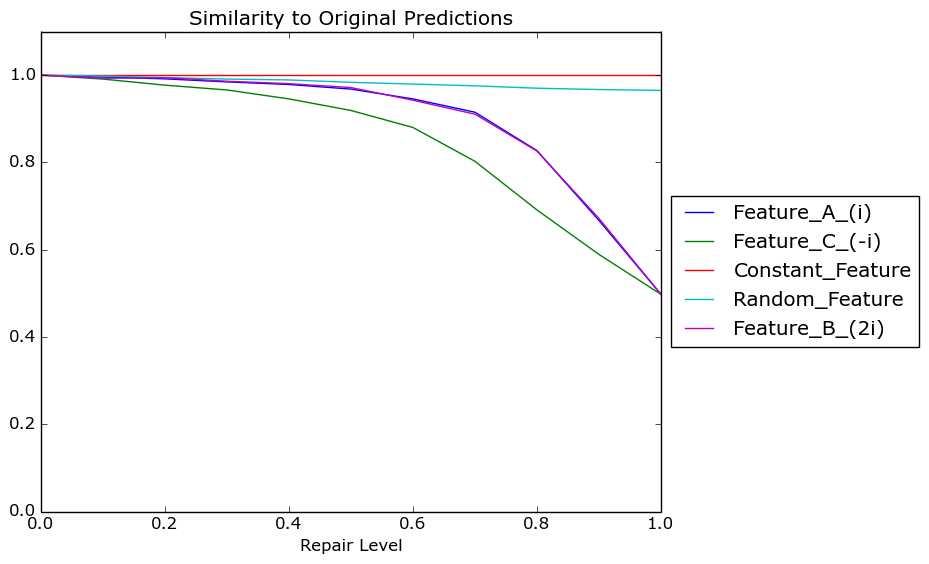 Similarity to Original Predictions
1.0
0.8
0.6
0.4
0.2
0.0
0.0 0.2 0.4 0.6 0.8 1.0
Repair Level
Feature_A_(i)
Feature_C_(-i)
Constant_Feature
Random_Feature
Feature_B_(2i)